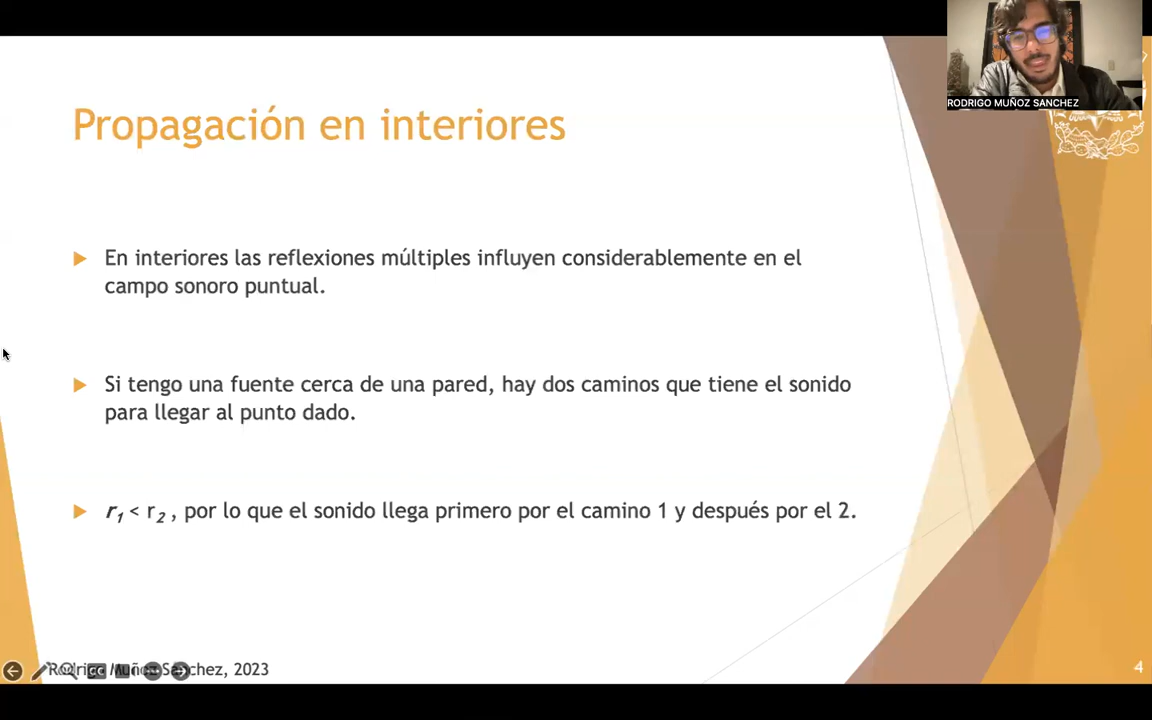 RODRIGO MUÑOZ SANCHEZ
Propagación en interiores
En interiores las reflexiones múltiples influyen considerablemente en el
campo sonoro puntual.
Si tengo una fuente cerca de una pared, hay dos caminos que tiene el sonido
para llegar al punto dado.
r₁ < r₂ , por lo que el sonido llega primero por el camino 1 y después por el 2.
Rodrigo Muñoz Sánchez, 2023
4